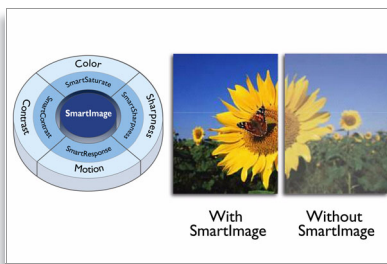 Color
SmartSaturate
Contrast
SmartContrast
SmartImage
SmartSharpness
Sharpness
SmartResponse
Motion
With
SmartImage
Without
SmartImage